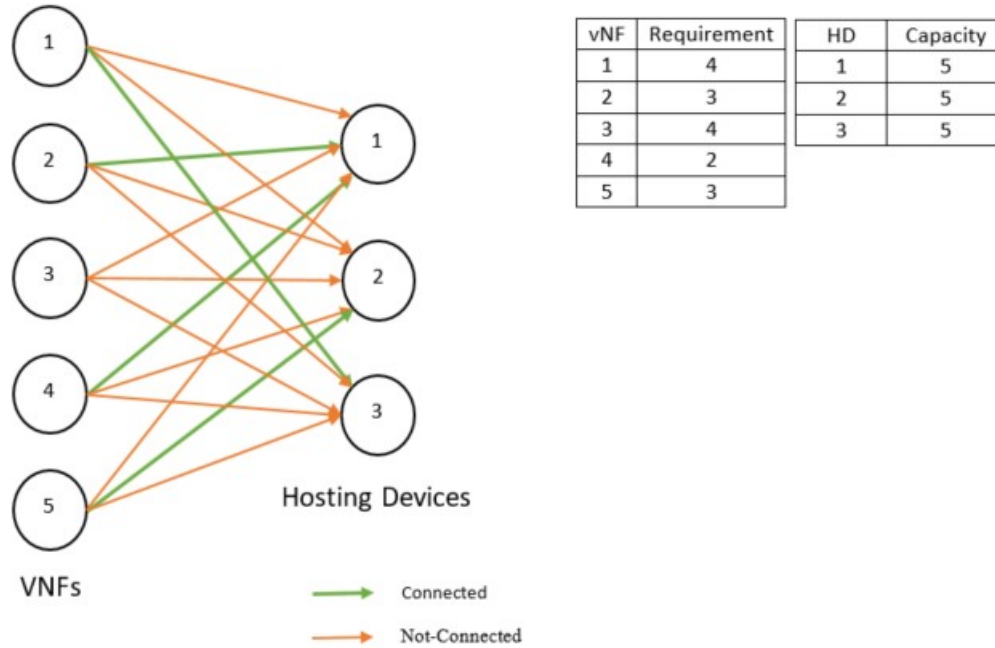 1
2
3
4
5
VNFs
1
2
3
Hosting Devices
Connected
Not-Connected
vNF Requirement
1 4
2 3
3 4
4 2
5 3
HD Capacity
1 5
2 5
3 5